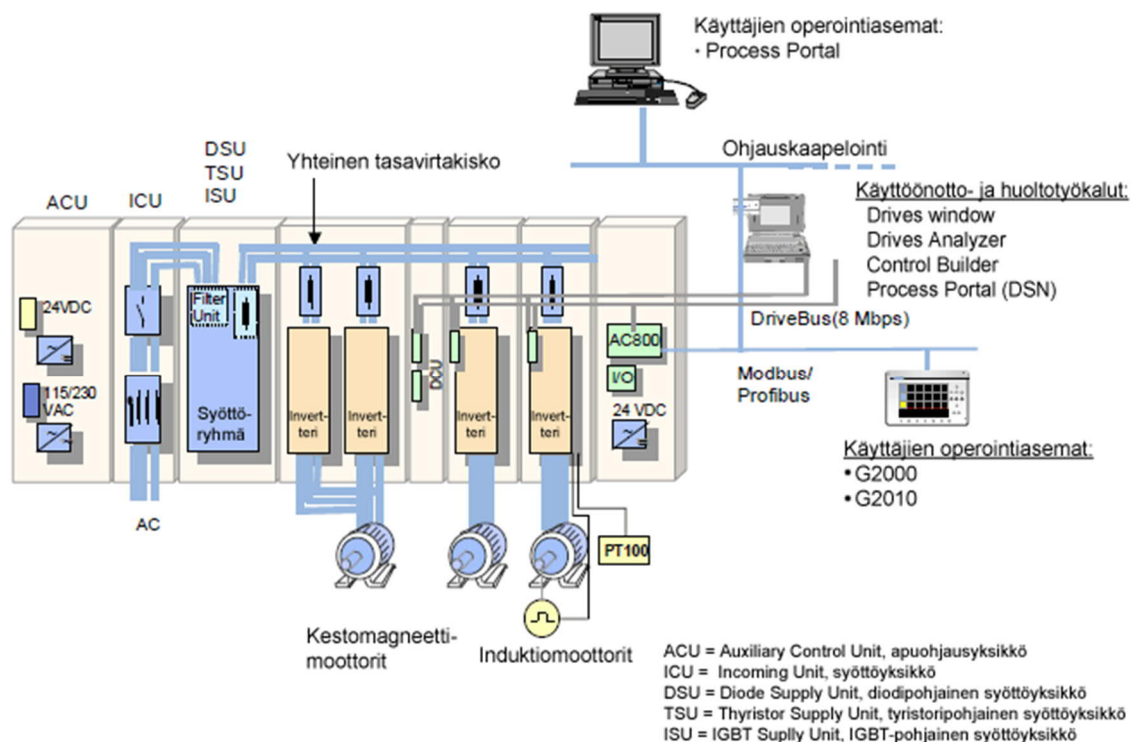 Käyttäjien operointiasemat:
· Process Portal
DSU
TSU
ISU
Yhteinen tasavirtakisko
Ohjauskaapelointi
ACU
ICU
Käyttöönotto- ja huoltotyökalut:
Drives window
Drives Analyzer
Control Builder
Process Portal (DSN)
DriveBus(8 Mbps)
24VDC
Filter
Unit
115/230
VAC
Syöttö-
ryhmä
Invert-
teri
Invert-
teri
DCU
Invert-
teri
Invert-
teri
AC800
I/O
24 VDC
Modbus/
Profibus
Käyttäjien operointiasemat:
•G2000
•G2010
AC
PT100
Kestomagneetti-
moottorit
Induktiomoottorit
ACU = Auxiliary Control Unit, apuohjausyksikkö
ICU = Incoming Unit, syöttöyksikkö
DSU = Diode Supply Unit, diodipohjainen syöttöyksikkö
TSU = Thyristor Supply Unit, tyristoripohjainen syöttöyksikkö
ISU = IGBT Suplly Unit, IGBT-pohjainen syöttöyksikkö